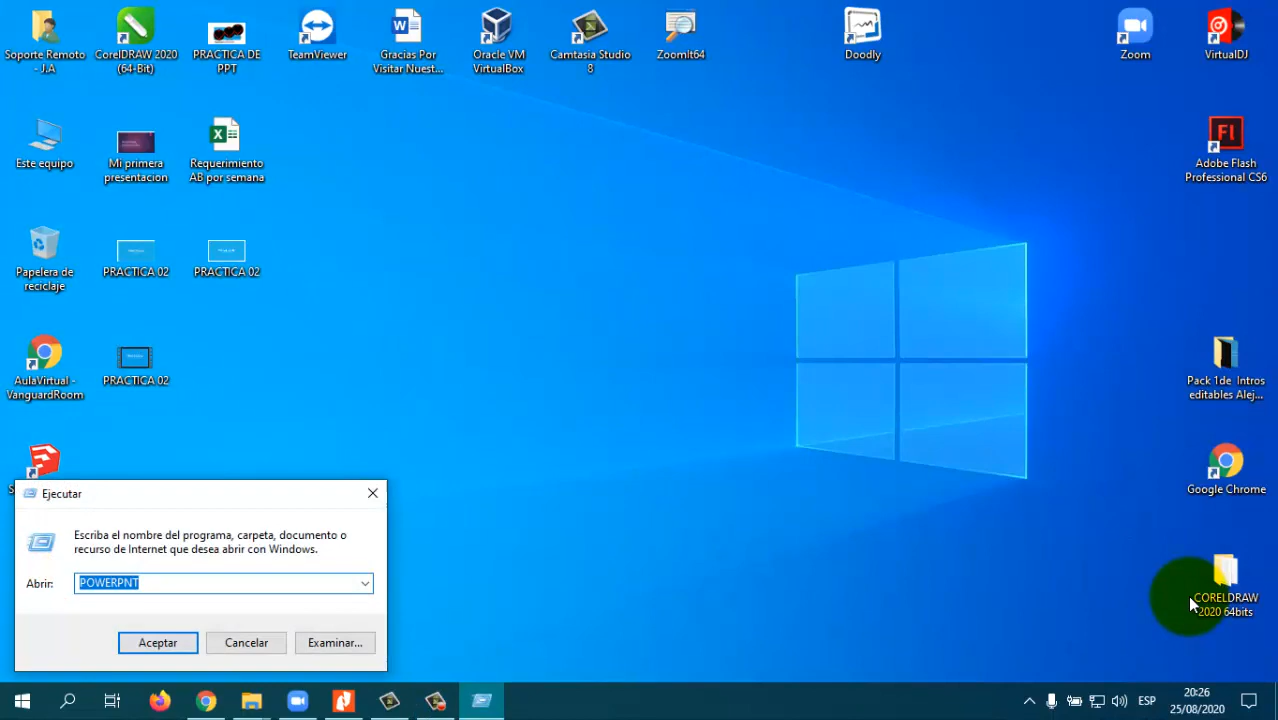 Soporte Remoto
- J.A
CorelDRAW 2020
(64-Bit)
PRACTICA DE
PPT
TeamViewer
Gracias Por
Visitar Nuest...
Oracle VM
VirtualBox
Camtasia Studio
8
ZoomIt64
Doodly
Zoom
VirtualDJ
Este equipo
Mi primera
presentacion
Requerimiento
AB por semana
Adobe Flash
Professional CS6
Papelera de
reciclaje
PRACTICA 02
PRACTICA 02
AulaVirtual -
VanguardRoom
PRACTICA 02
Pack 1de Intros
editables Alej...
Google Chrome
CORELDRAW
2020 64bits
Ejecutar
Escriba el nombre del programa, carpeta, documento o
recurso de Internet que desea abrir con Windows.
Abrir:
POWERPNT
Aceptar
Cancelar
Examinar...
ESP
20:26
25/08/2020